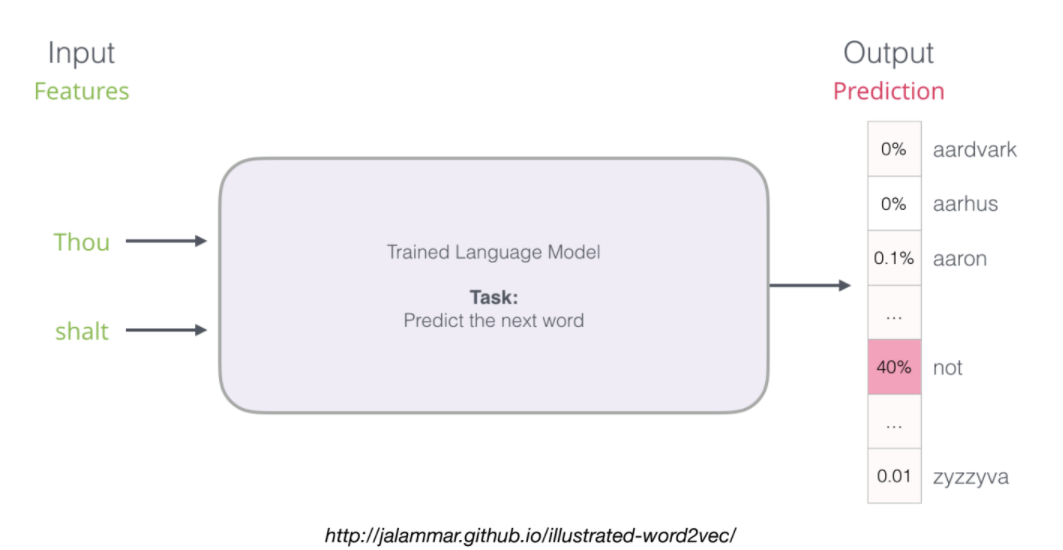 Input
Features
Thou
shalt
Trained Language Model
Task:
Predict the next word
Output
Prediction
0% aardvark
0% aarhus
0.1% aaron
...
40% not
...
0.01 zyzzyva
http://jalammar.github.io/illustrated-word2vec/